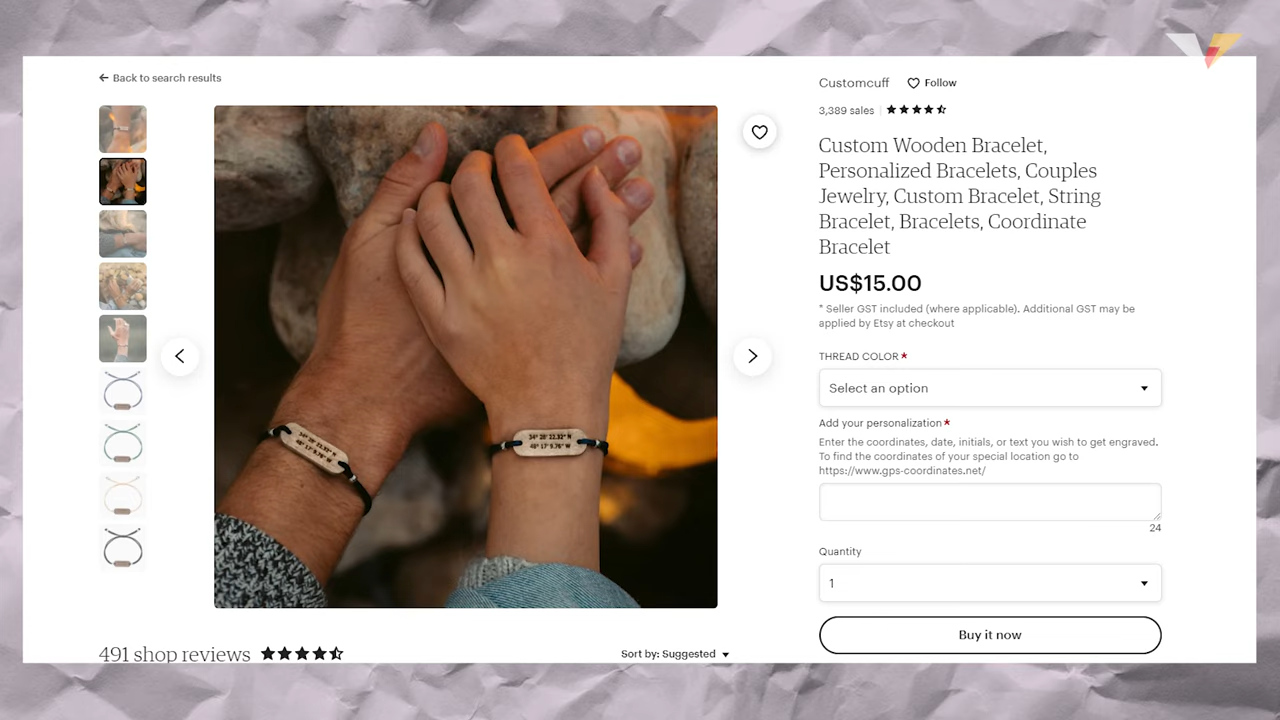 Back to search results
Customcuff
Follow
3,389 sales
Custom Wooden Bracelet,
Personalized Bracelets, Couples
Jewelry, Custom Bracelet, String
Bracelet, Bracelets, Coordinate
Bracelet
US$15.00
* Seller GST included (where applicable). Additional GST may be
applied by Etsy at checkout
THREAD COLOR *
Select an option
Add your personalization *
Enter the coordinates, date, initials, or text you wish to get engraved.
To find the coordinates of your special location go to
https://www.gps-coordinates.net/
24
Quantity
1
Buy it now
491 shop reviews
Sort by: Suggested